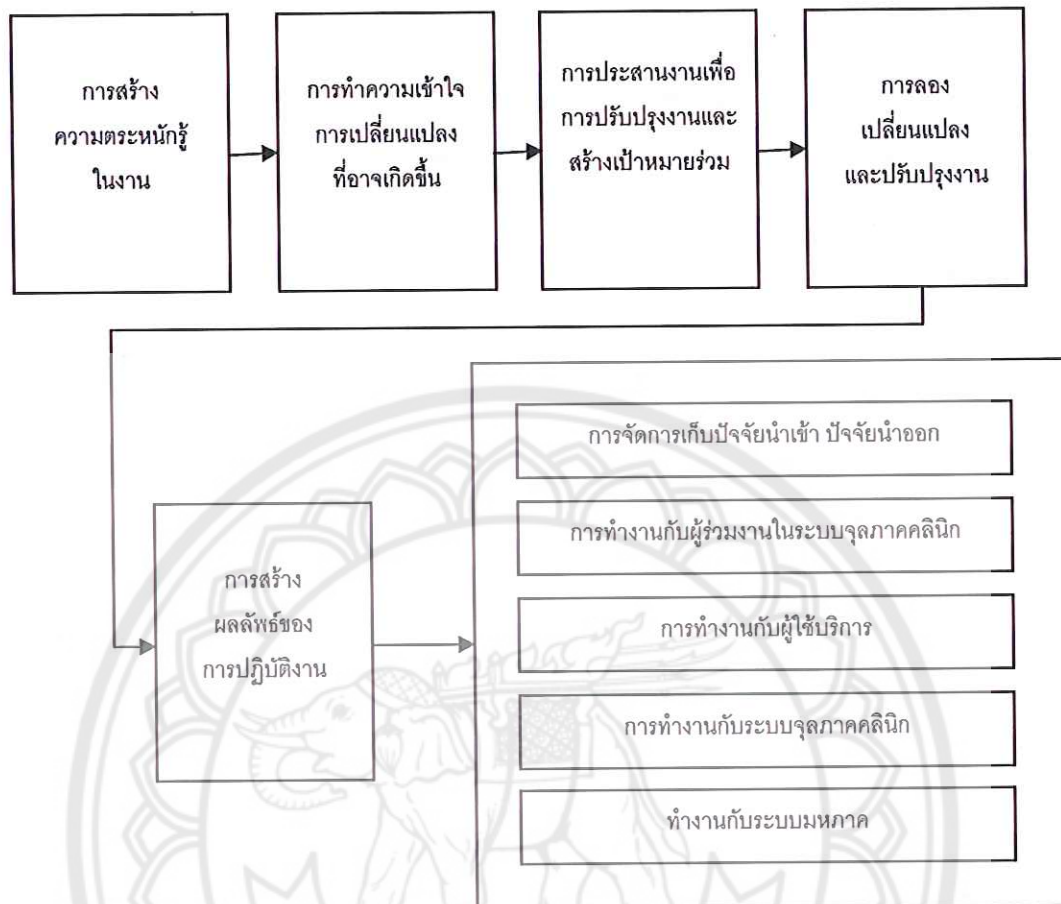 การสร้าง
ความตระหนักรู้
ในงาน
การทำความเข้าใจ
การเปลี่ยนแปลง
ที่อาจเกิดขึ้น
การประสานงานเพื่อ
การปรับปรุงงานและ
สร้างเป้าหมายร่วม
การลอง
เปลี่ยนแปลง
และปรับปรุงงาน
การสร้าง
ผลลัพธ์ของ
การปฏิบัติงาน
การจัดการเก็บปัจจัยนำเข้า ปัจจัยนำออก
การทำงานกับผู้ร่วมงานในระบบจุลภาคคลินิก
การทำงานกับผู้ใช้บริการ
การทำงานกับระบบจุลภาคคลินิก
ทำงานกับระบบมหภาค